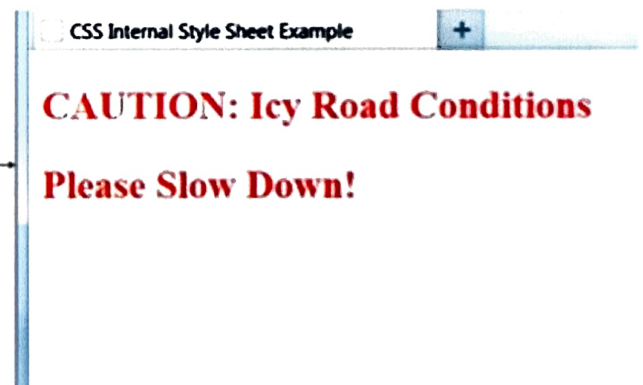 CSS Internal Style Sheet Example
+
CAUTION: Icy Road Conditions
Please Slow Down!